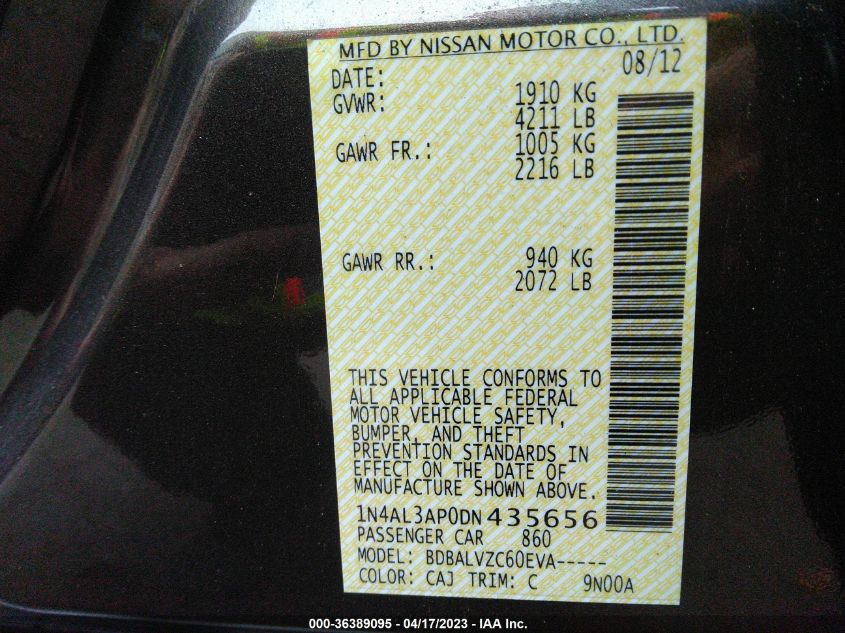 MFD BY NISSAN MOTOR CO., LTD.
DATE: 08/12
GVWR: 1910 KG
4211 LB
GAWR FR.: 1005 KG
2216 LB
GAWR RR.: 940 KG
2072 LB
THIS VEHICLE CONFORMS TO
ALL APPLICABLE FEDERAL
MOTOR VEHICLE SAFETY,
BUMPER, AND THEFT
PREVENTION STANDARDS IN
EFFECT ON THE DATE OF
MANUFACTURE SHOWN ABOVE.
1N4AL3AP0DN 435656
PASSENGER CAR 860
MODEL: BDBALVZC60EVA-----
COLOR: CAJ TRIM: C 9N00A
000-36389095 - 04/17/2023 - IAA Inc.